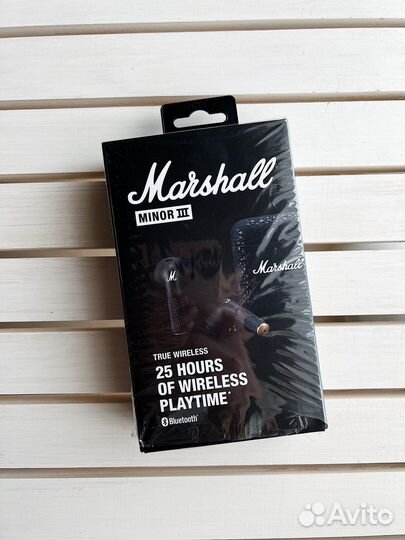 Marshall
MINOR III
M
Marshall
TRUE WIRELESS
25 HOURS
OF WIRELESS
PLAYTIME*
Bluetooth®
Avito